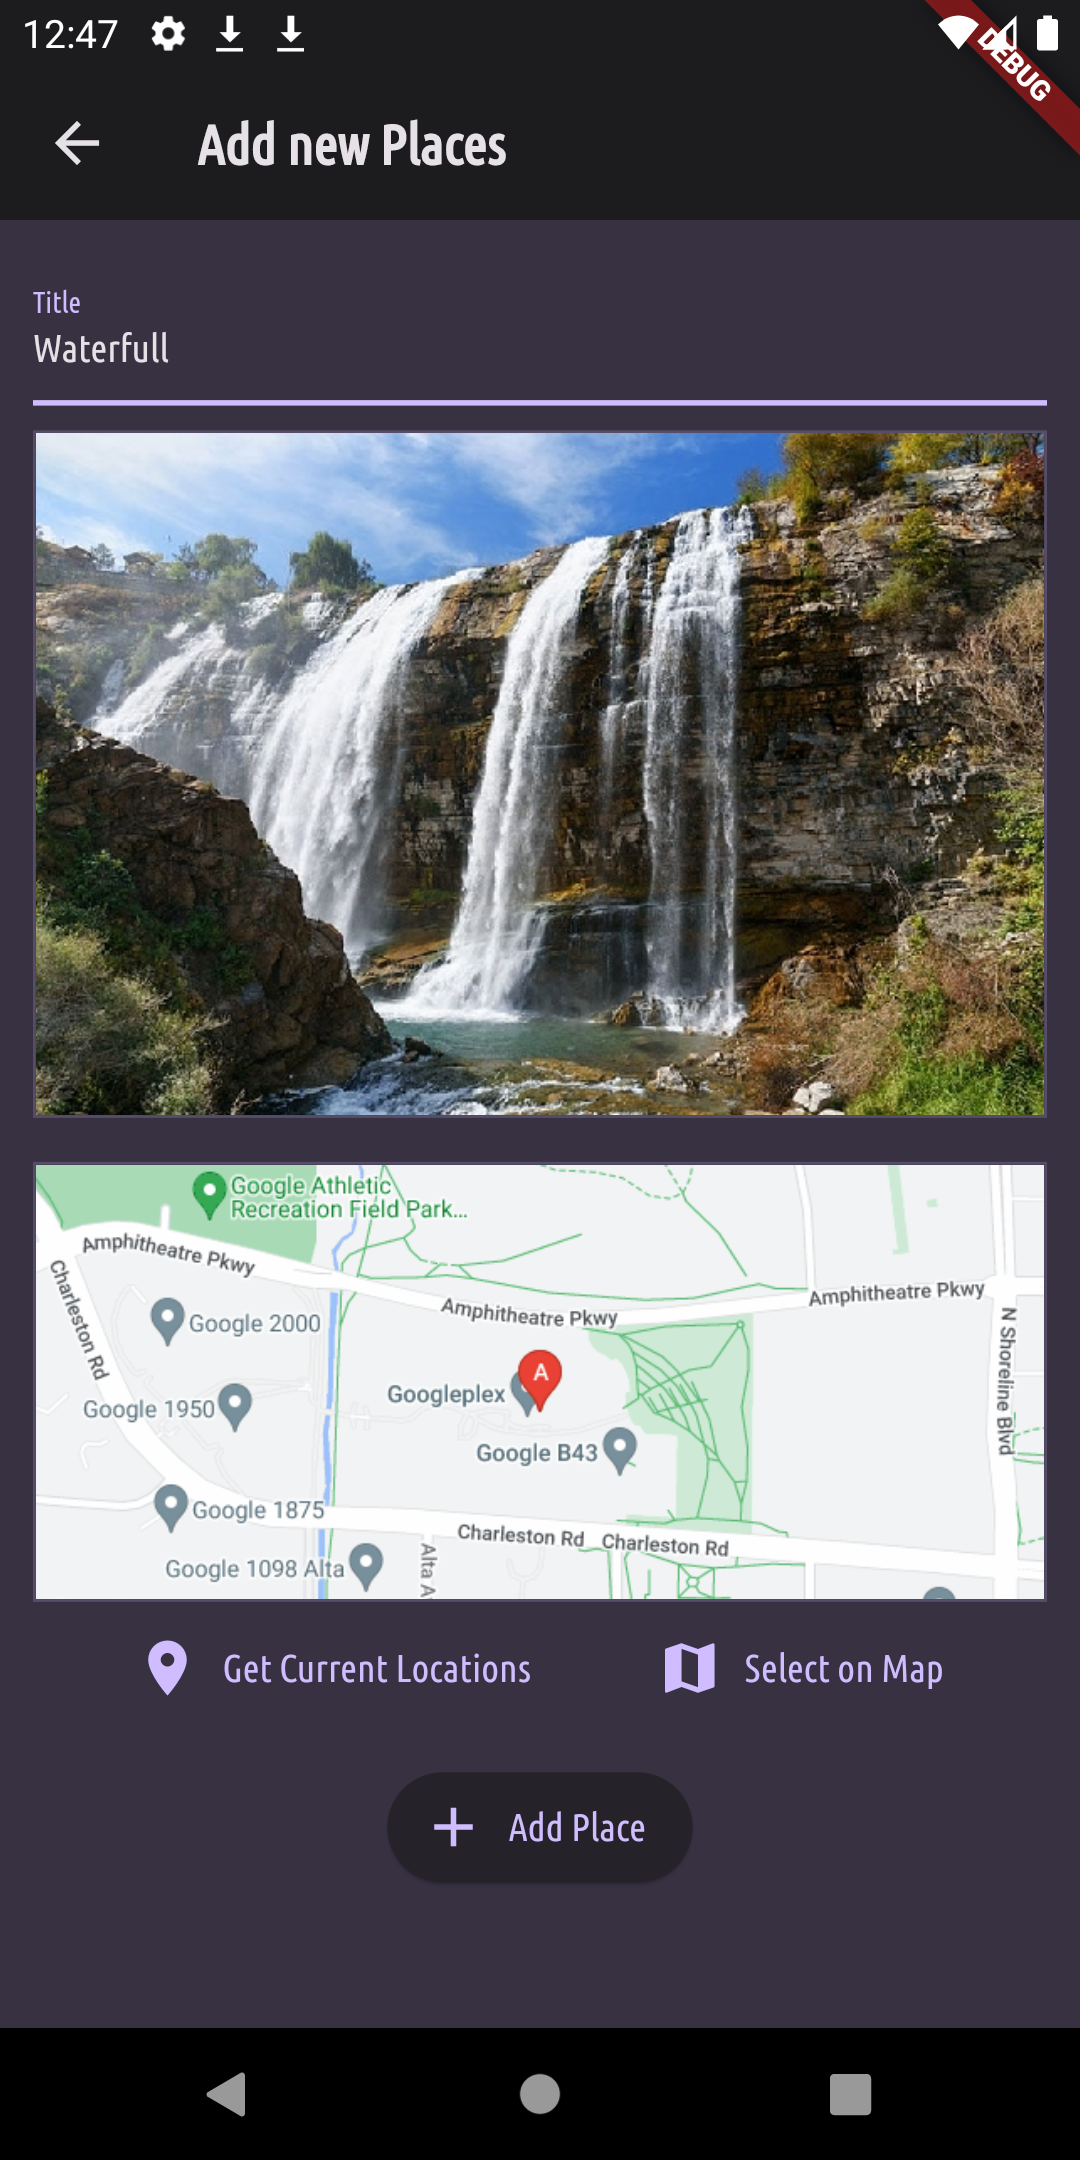 12:47
DEBUG
Add new Places
Title
Waterfull
Google Athletic
Recreation Field Park...
Amphitheatre Pkwy
Amphitheatre Pkwy
Amphitheatre Pkwy
Charleston Rd
N Shoreline Blvd
Google 2000
Googleplex
A
Google 1950
Google B43
Google 1875
Charleston Rd
Charleston Rd
Google 1098 Alta
Alta A
Get Current Locations
Select on Map
Add Place